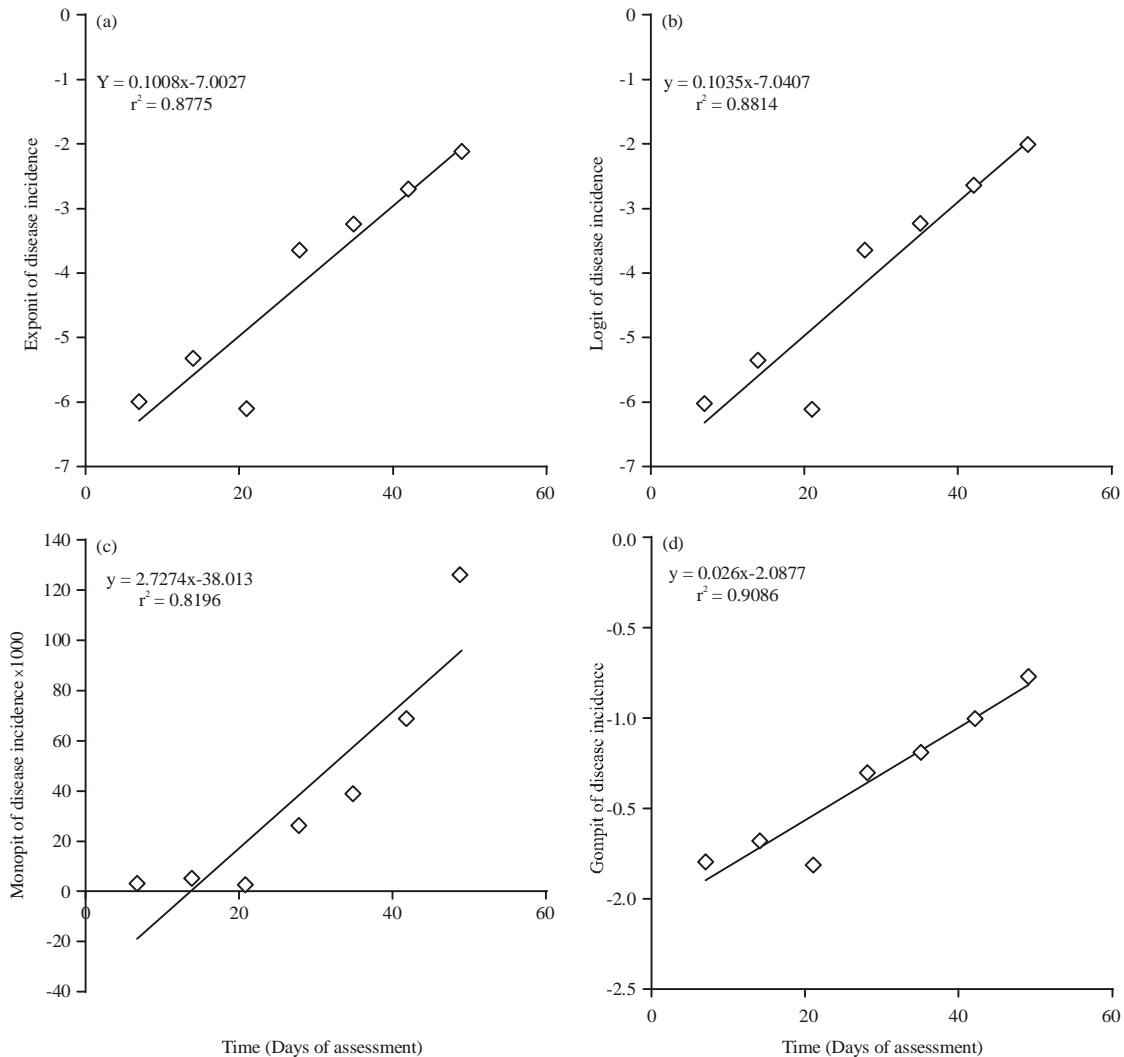 (a)
Y = 0.1008x-7.0027
r² = 0.8775
Exponit of disease incidence
0
-1
-2
-3
-4
-5
-6
-7
0 20 40 60
(b)
y = 0.1035x-7.0407
r² = 0.8814
Logit of disease incidence
0
-1
-2
-3
-4
-5
-6
-7
0 20 40 60
(c)
y = 2.7274x-38.013
r² = 0.8196
Monopit of disease incidence ×1000
140
120
100
80
60
40
20
0
-20
-40
0 20 40 60
Time (Days of assessment)
(d)
y = 0.026x-2.0877
r² = 0.9086
Gompit of disease incidence
0.0
-0.5
-1.0
-0.5
-2.0
-2.5
0 20 40 60
Time (Days of assessment)